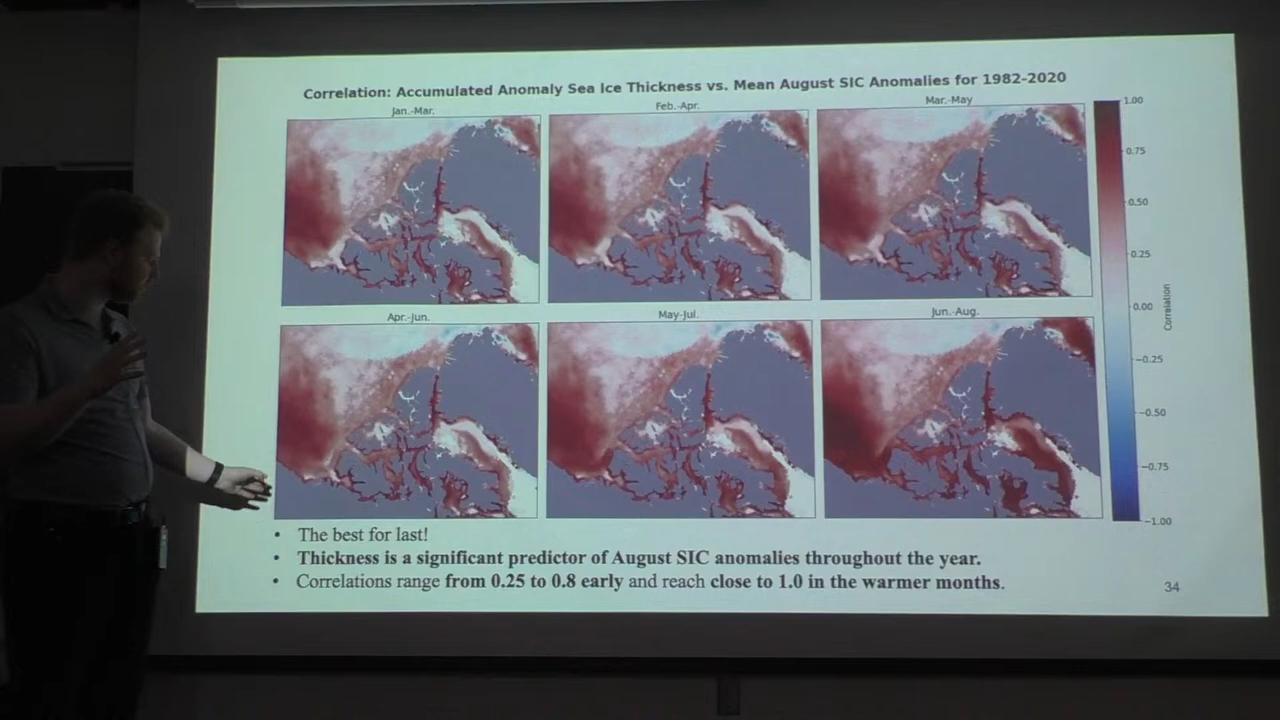 Correlation: Accumulated Anomaly Sea Ice Thickness vs. Mean August SIC Anomalies for 1982-2020
Jan.-Mar.
Feb.-Apr.
Mar.-May
Apr.-Jun.
May-Jul.
Jun.-Aug.
1.00
0.75
0.50
0.25
0.00
−0.25
−0.50
−0.75
−1.00
Correlation
• The best for last!
• Thickness is a significant predictor of August SIC anomalies throughout the year.
• Correlations range from 0.25 to 0.8 early and reach close to 1.0 in the warmer months.
34